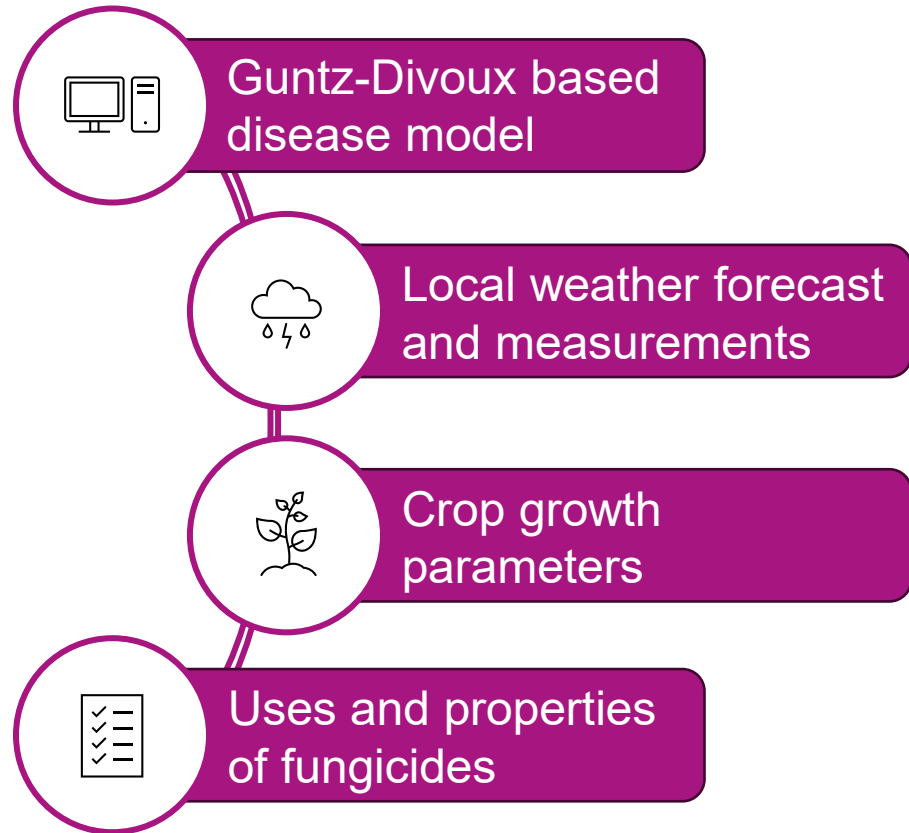 Guntz-Divoux based
disease model
Local weather forecast
and measurements
Crop growth
parameters
Uses and properties
of fungicides